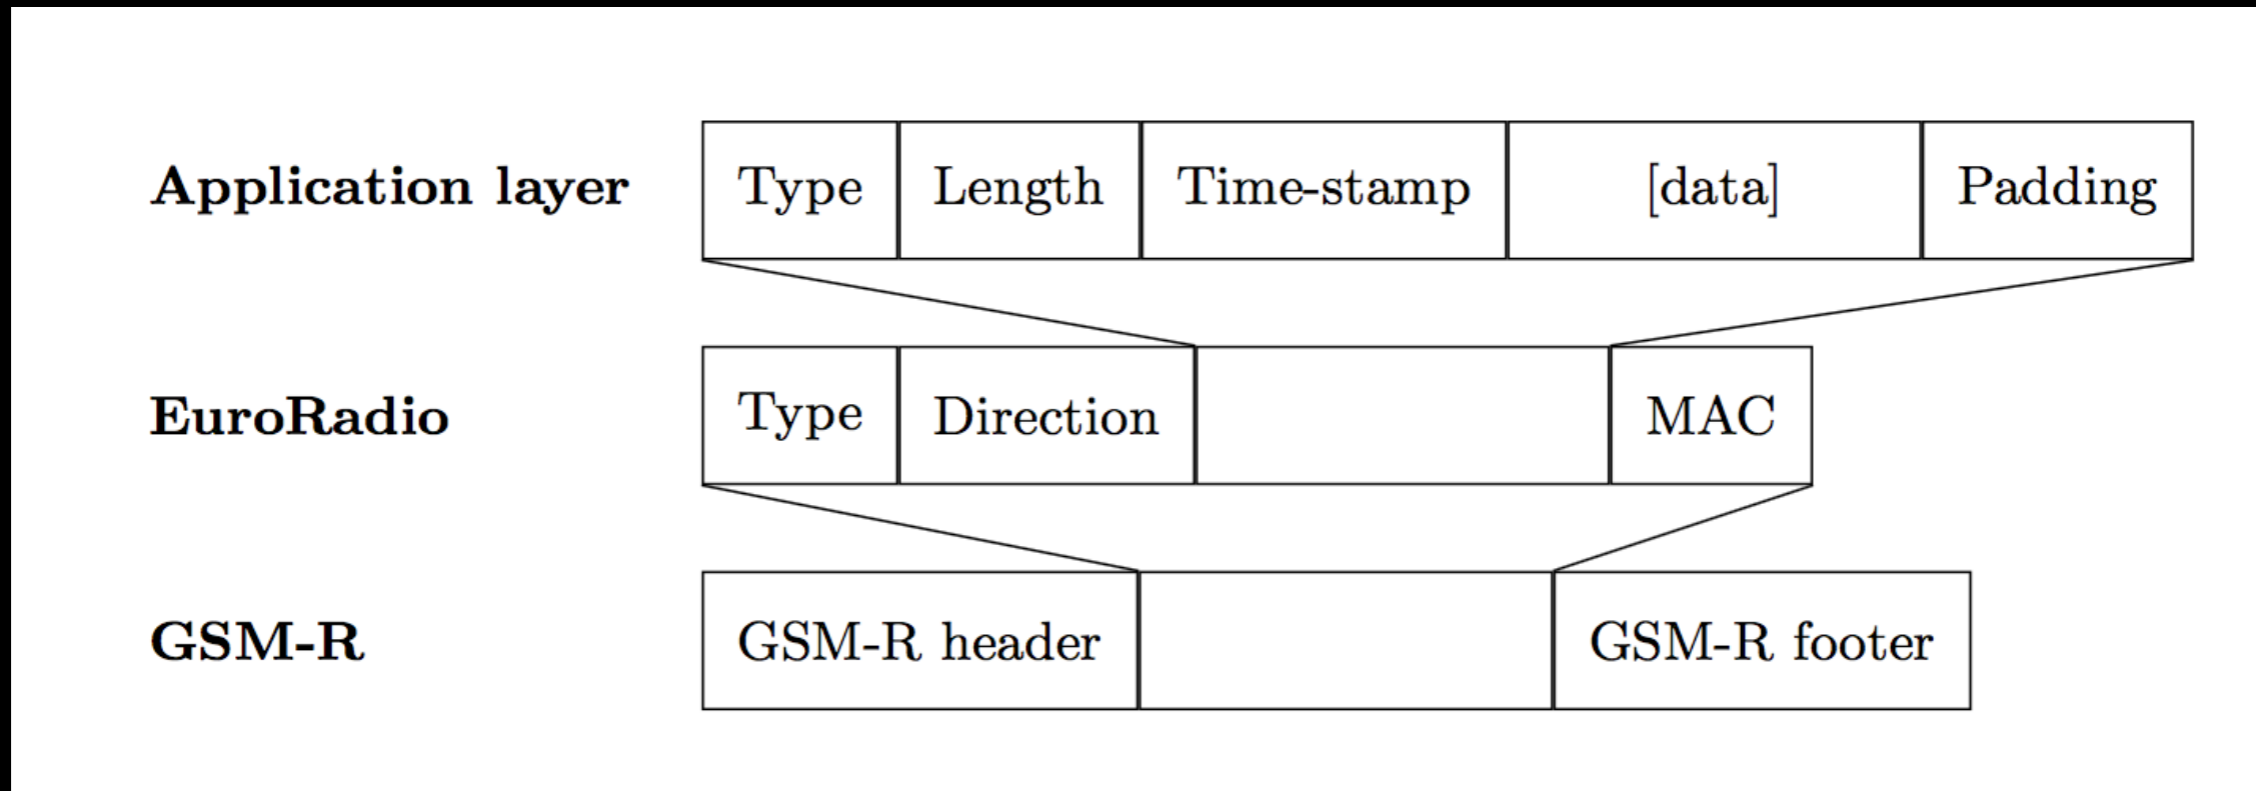 Application layer Type Length Time-stamp [data] Padding
EuroRadio Type Direction MAC
GSM-R GSM-R header GSM-R footer